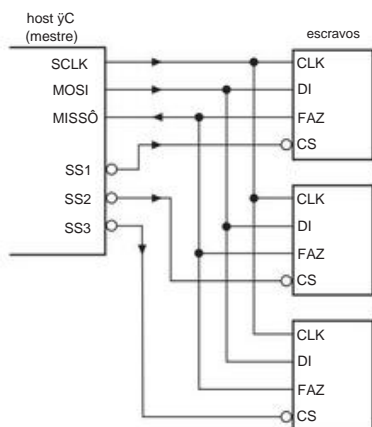 host ÿC
(mestre)
SCLK
MOSI
MISSÔ
SS1
SS2
SS3
escravos
CLK
DI
FAZ
CS
CLK
DI
FAZ
CS
CLK
DI
FAZ
CS